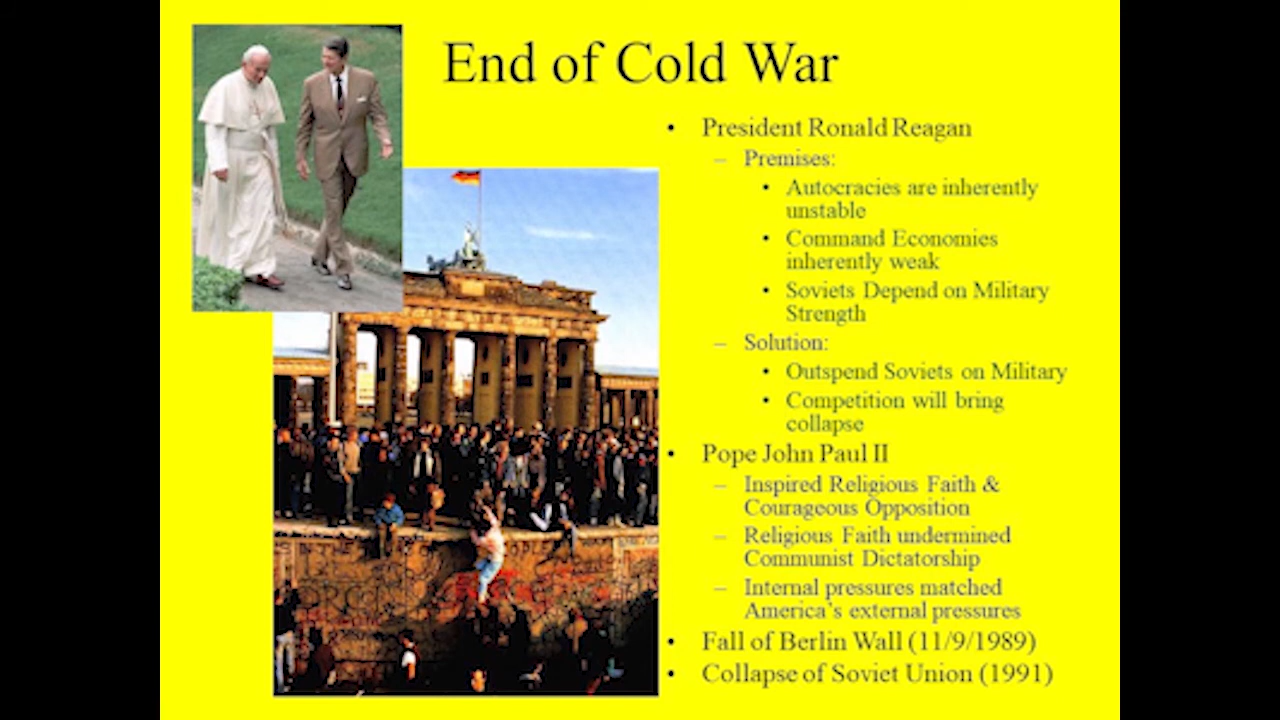 End of Cold War
• President Ronald Reagan
– Premises:
• Autocracies are inherently
unstable
• Command Economies
inherently weak
• Soviets Depend on Military
Strength
– Solution:
• Outspend Soviets on Military
• Competition will bring
collapse
• Pope John Paul II
– Inspired Religious Faith &
Courageous Opposition
– Religious Faith undermined
Communist Dictatorship
– Internal pressures matched
America's external pressures
• Fall of Berlin Wall (11/9/1989)
• Collapse of Soviet Union (1991)